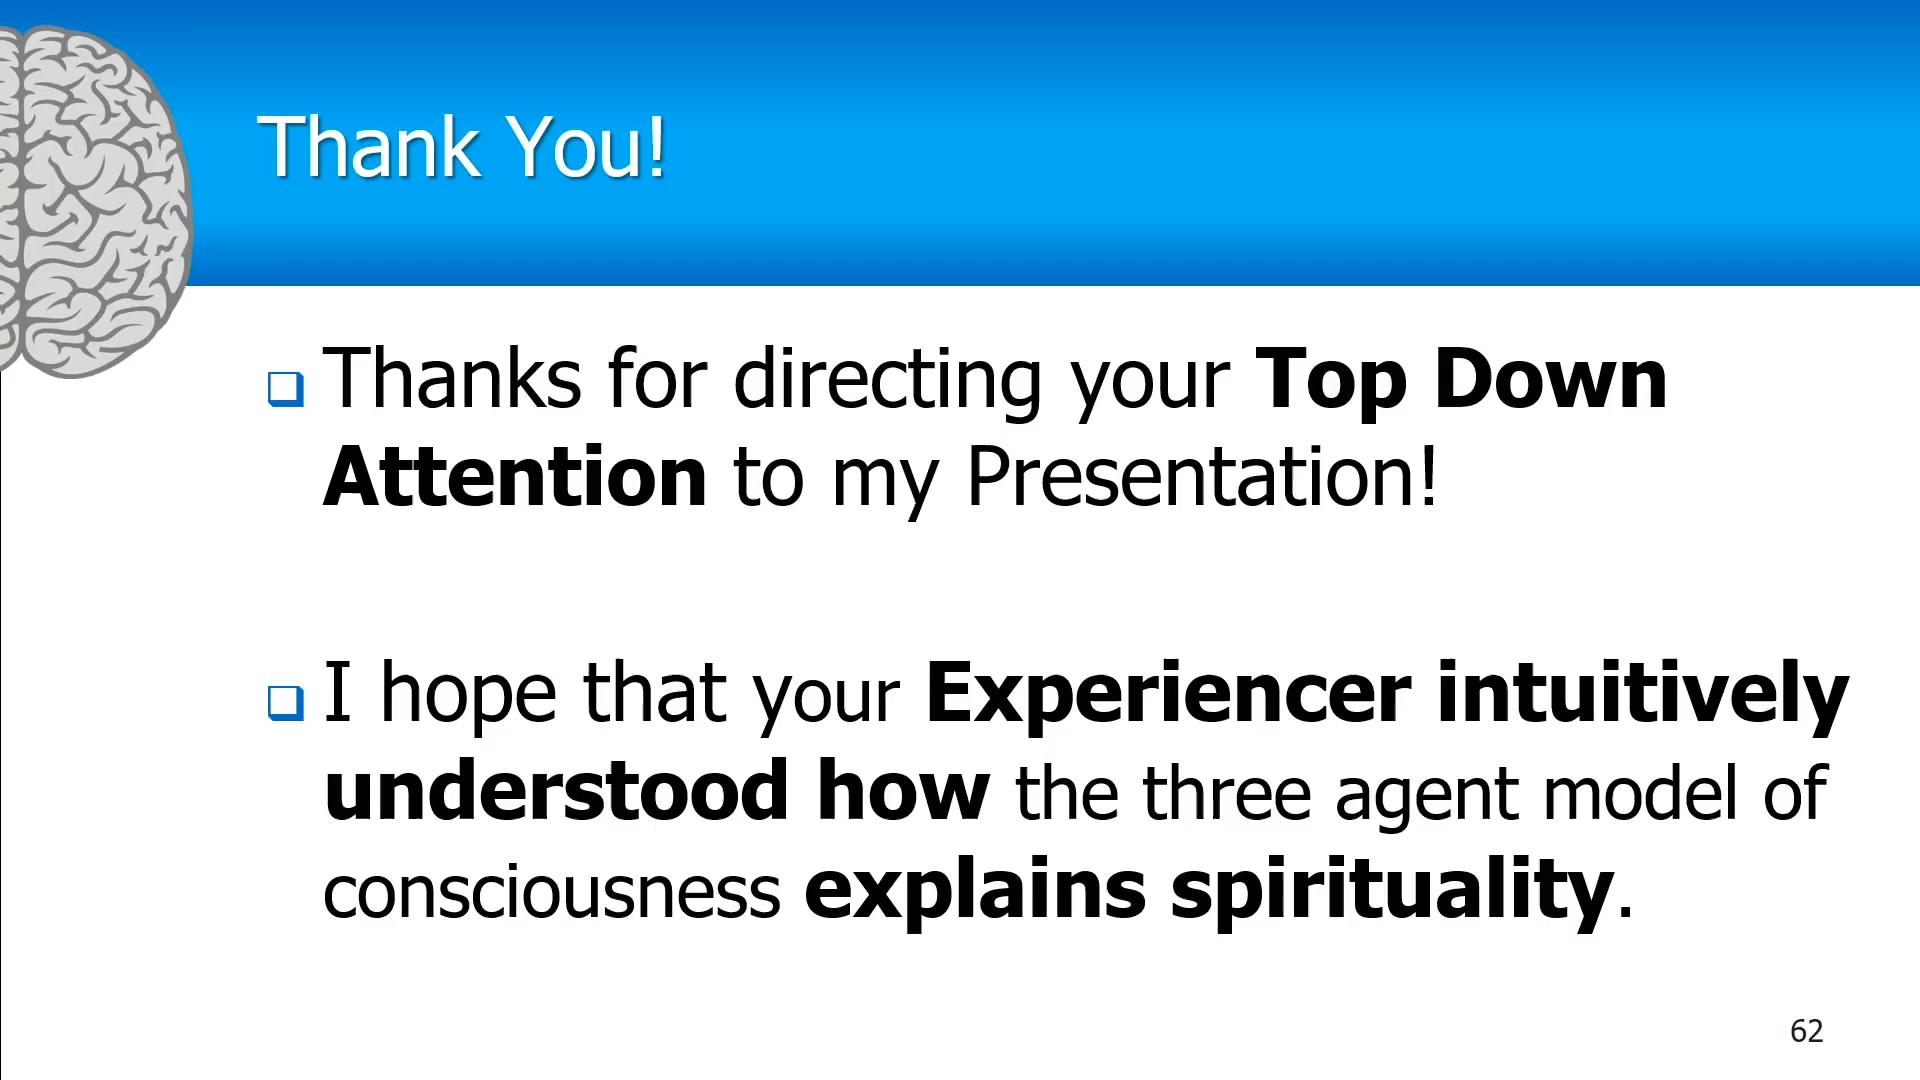 Thank You!
Thanks for directing your Top Down
Attention to my Presentation!
I hope that your Experiencer intuitively
understood how the three agent model of
consciousness explains spirituality.
62